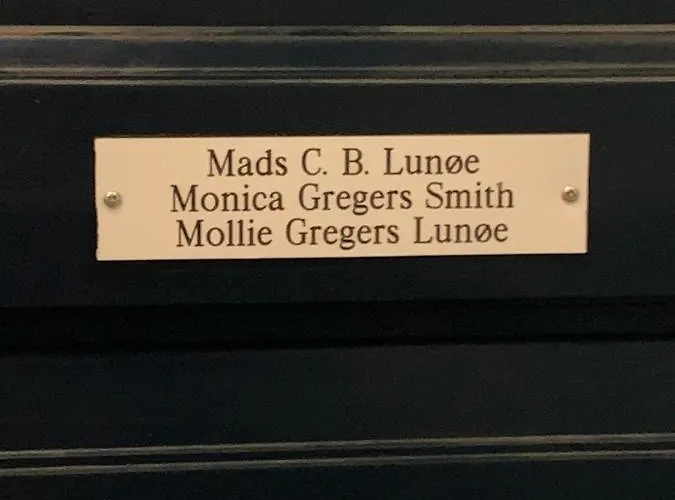 Mads C. B. Lunøe
Monica Gregers Smith
Mollie Gregers Lunøe